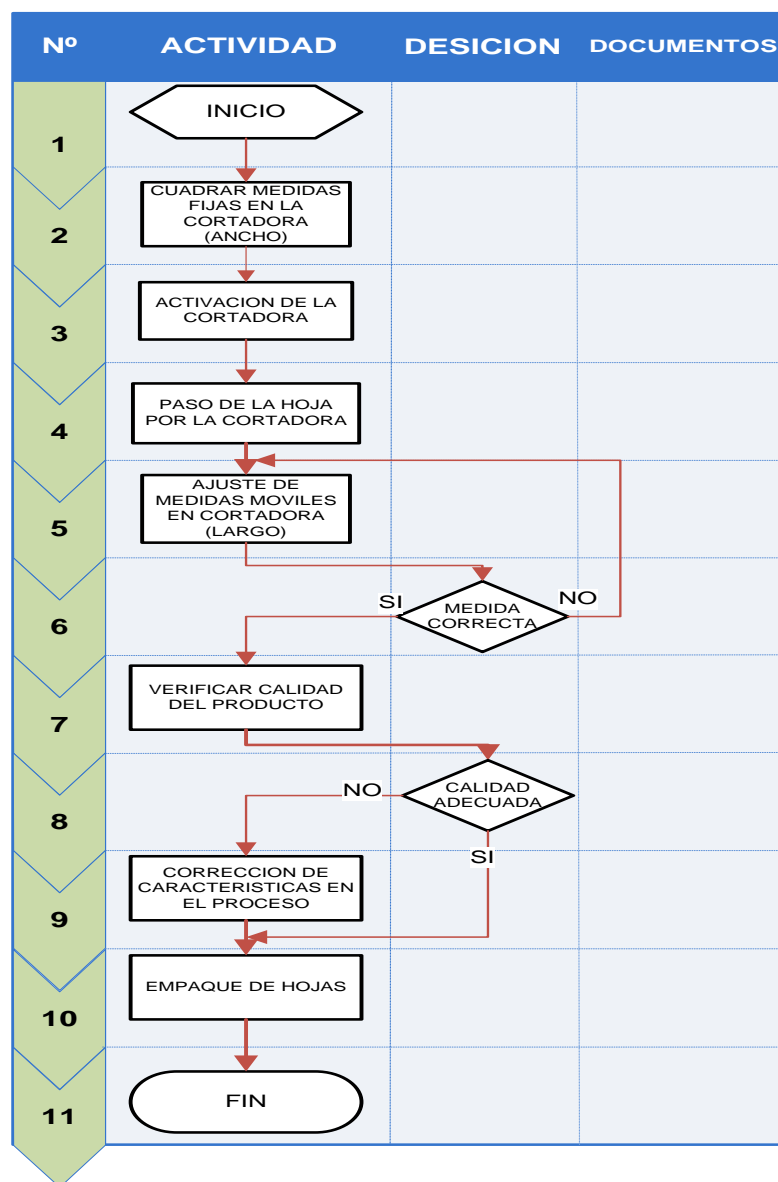 Nº ACTIVIDAD DESICION DOCUMENTOS
1
INICIO
2
CUADRAR MEDIDAS
FIJAS EN LA
CORTADORA
(ANCHO)
3
ACTIVACION DE LA
CORTADORA
4
PASO DE LA HOJA
POR LA CORTADORA
5
AJUSTE DE
MEDIDAS MOVILES
EN CORTADORA
(LARGO)
6
SI
MEDIDA
CORRECTA
NO
7
VERIFICAR CALIDAD
DEL PRODUCTO
8
NO
CALIDAD
ADECUADA
SI
9
CORRECCION DE
CARACTERISTICAS EN
EL PROCESO
10
EMPAQUE DE HOJAS
11
FIN